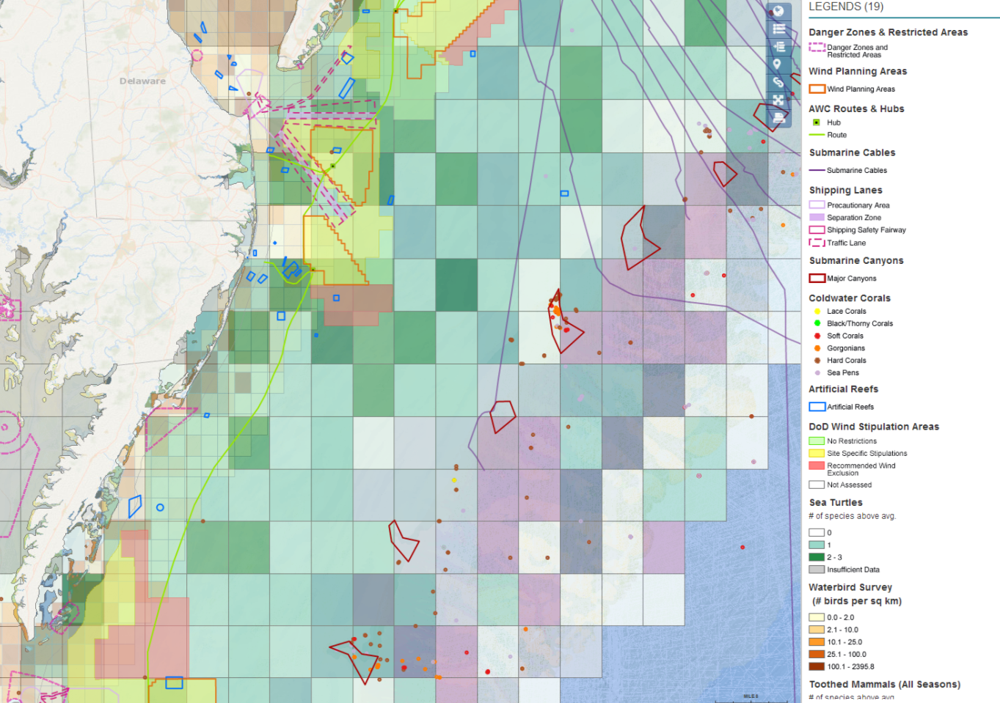 LEGENDS (19)
Danger Zones & Restricted Areas
Danger Zones and
Restricted Areas
Wind Planning Areas
Wind Planning Areas
AWC Routes & Hubs
Hub
Route
Submarine Cables
Submarine Cables
Shipping Lanes
Precautionary Area
Separation Zone
Shipping Safety Fairway
Traffic Lane
Submarine Canyons
Major Canyons
Coldwater Corals
Lace Corals
Black/Thorny Corals
Soft Corals
Gorgonians
Hard Corals
Sea Pens
Artificial Reefs
Artificial Reefs
DoD Wind Stipulation Areas
No Restrictions
Site Specific Stipulations
Recommended Wind
Exclusion
Not Assessed
Sea Turtles
# of species above avg.
0
1
2 - 3
Insufficient Data
Waterbird Survey
(# birds per sq km)
0.0 - 2.0
2.1 - 10.0
10.1 - 25.0
25.1 - 100.0
100.1 - 2395.8
Toothed Mammals (All Seasons)
# of species above avg.
Delaware
MILES